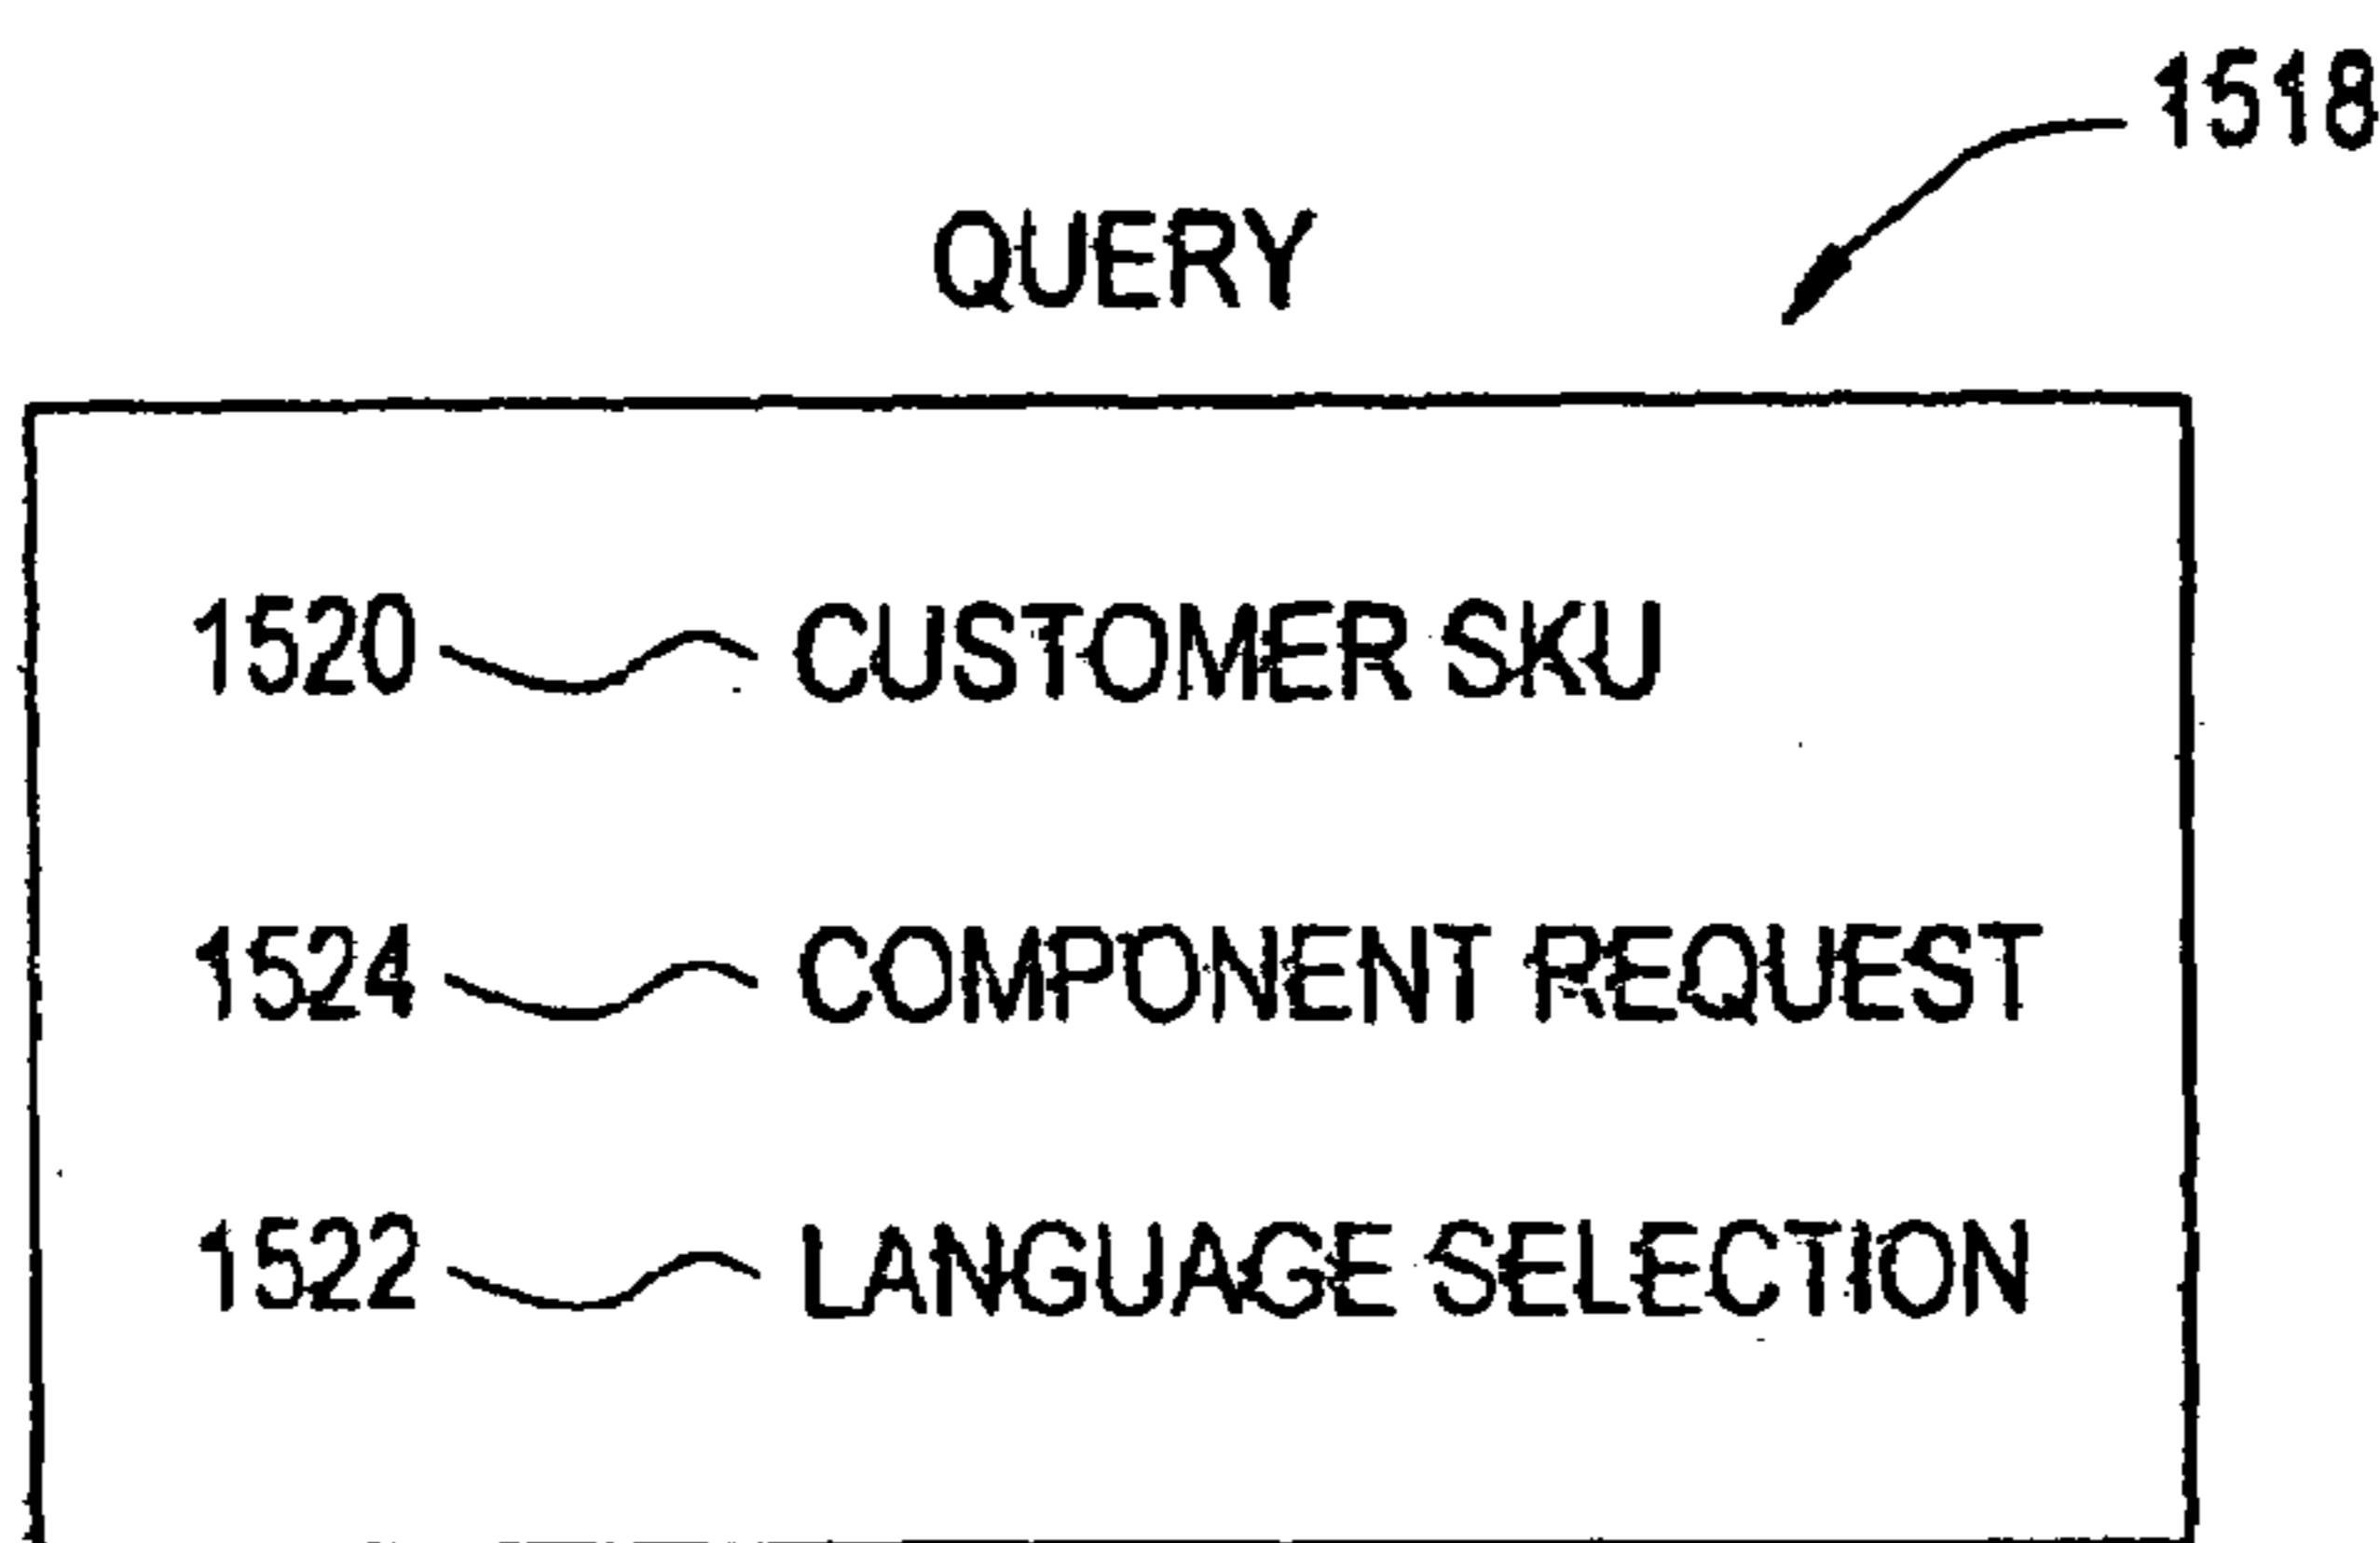 1518
QUERY
1520 CUSTOMER SKU
1524 COMPONENT REQUEST
1522 LANGUAGE SELECTION